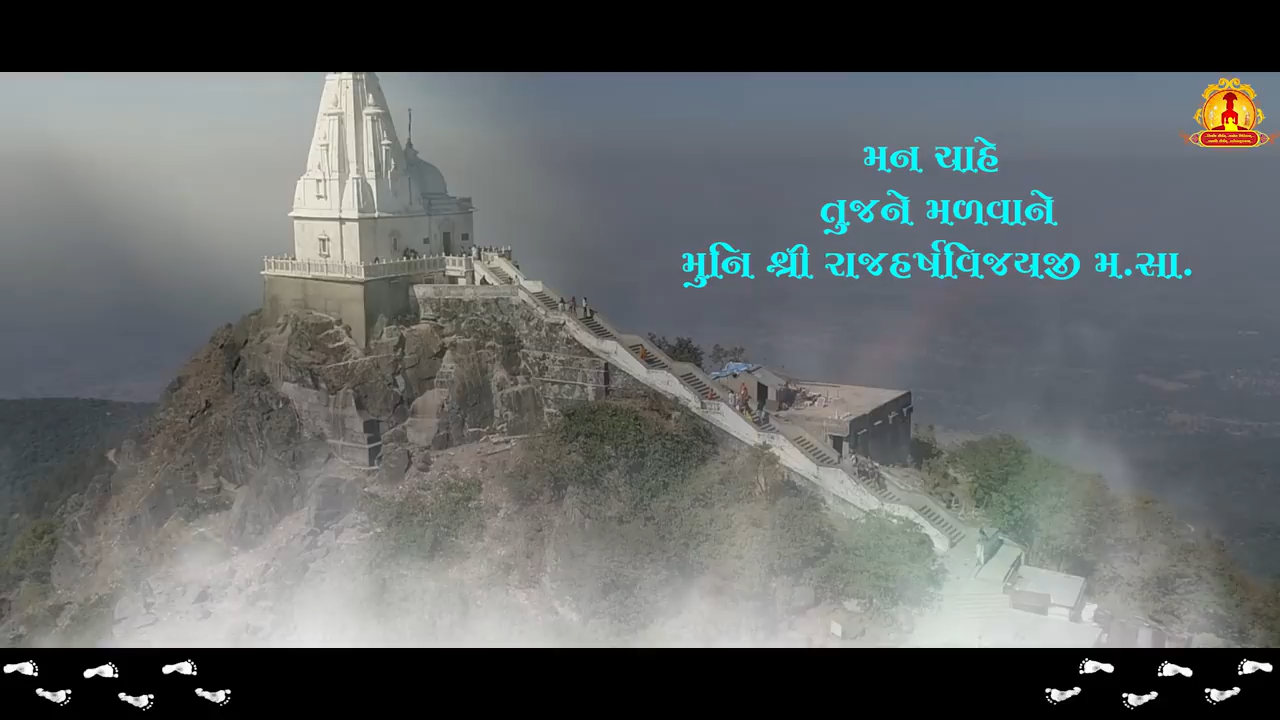 મન ચાહે
તુજને મળવાને
મુનિ શ્રી રાજહર્ષવિજયજી મ.સા.